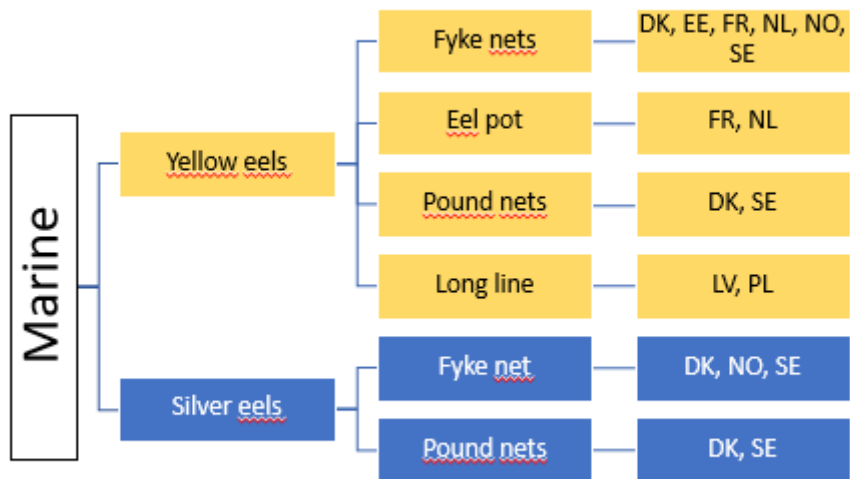 Marine
Yellow eels
Fyke nets
DK, EE, FR, NL, NO,
SE
Eel pot
FR, NL
Pound nets
DK, SE
Long line
LV, PL
Silver eels
Fyke net
DK, NO, SE
Pound nets
DK, SE